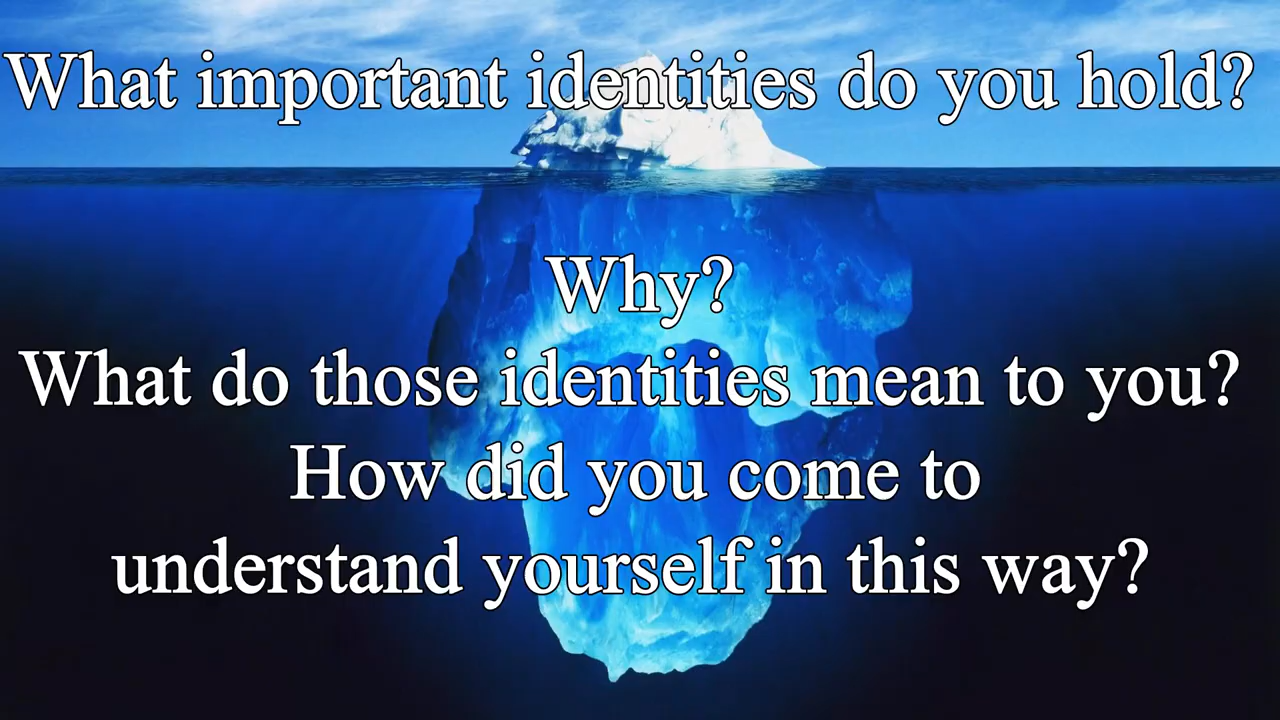 What important identities do you hold?
Why?
What do those identities mean to you?
How did you come to
understand yourself in this way?